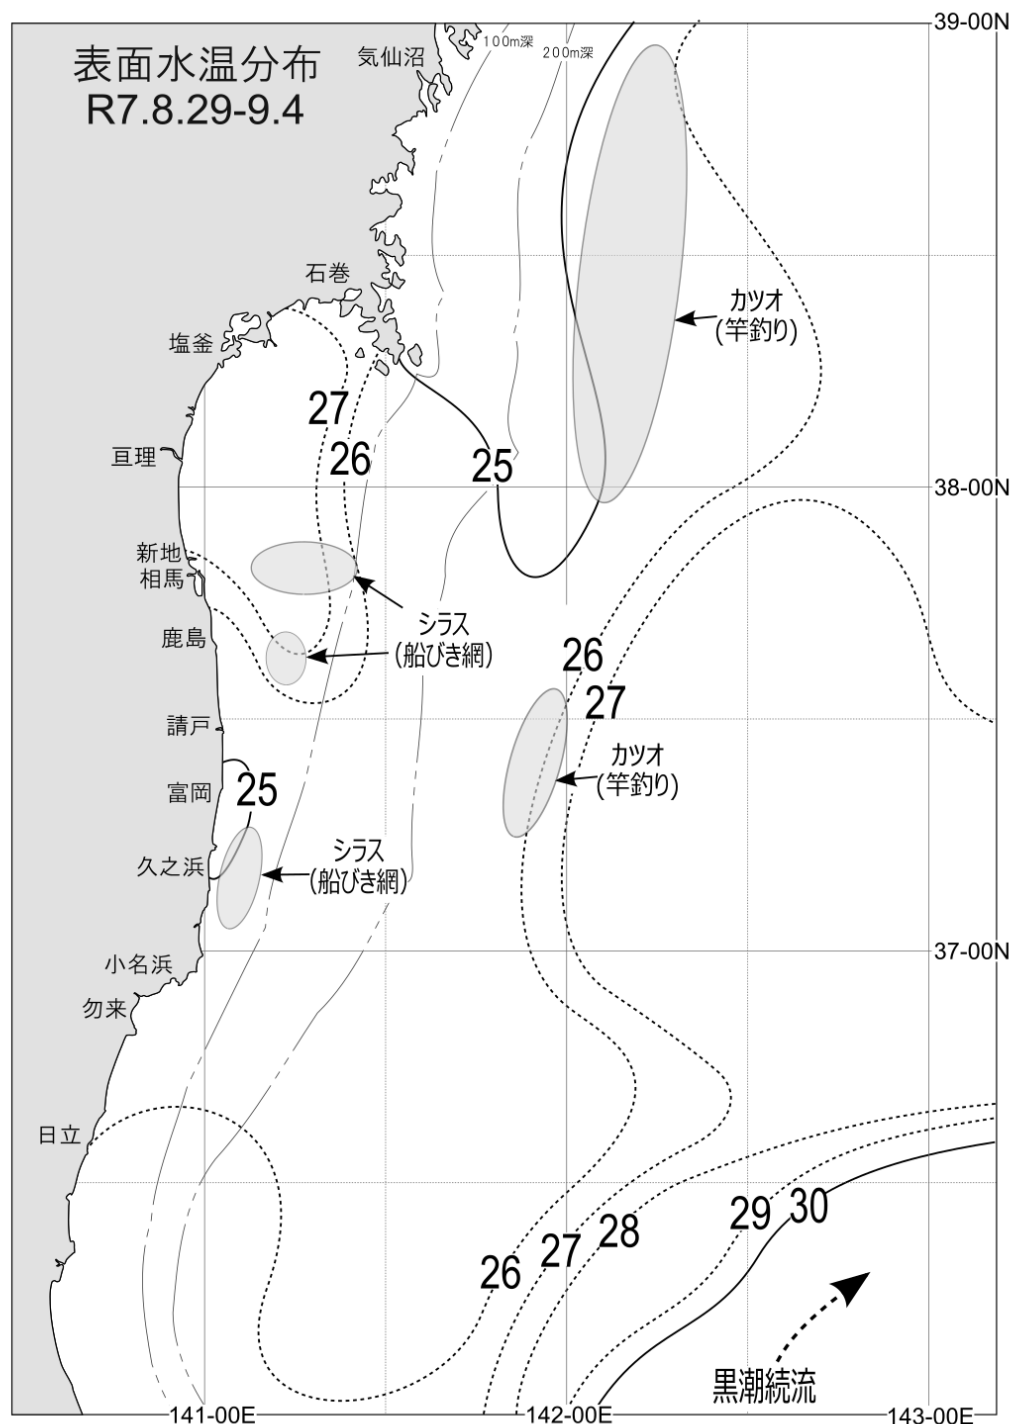 39-00N
表面水温分布
R7.8.29-9.4
気仙沼
100m深
200m深
石巻
カツオ
(竿釣り)
塩釜
27
26
25
亘理
38-00N
新地
相馬
シラス
(船びき網)
鹿島
26
27
請戸
カツオ
(竿釣り)
富岡
25
シラス
(船びき網)
久之浜
37-00N
小名浜
勿来
日立
29
30
28
27
26
黒潮続流
141-00E
142-00E
143-00E